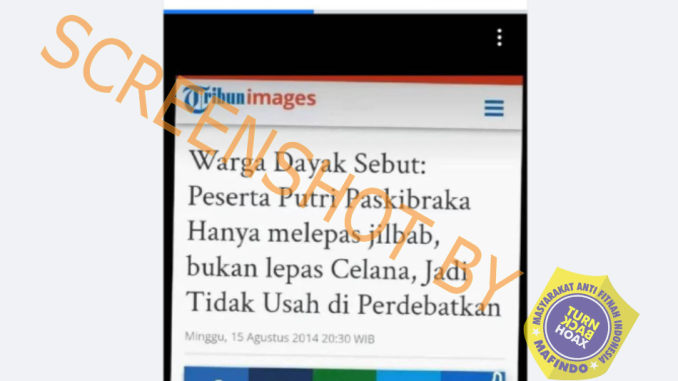 Tribunimages
Warga Dayak Sebut:
Peserta Putri Paskibraka
Hanya melepas jilbab,
bukan lepas Celana, Jadi
Tidak Usah di Perdebatkan
Minggu, 15 Agustus 2014 20:30 WIB
SCREENSHOT BY
MASYARAKAT ANTI FITNAH INDONESIA
TURN
BACK
HOAX
MAFINDO